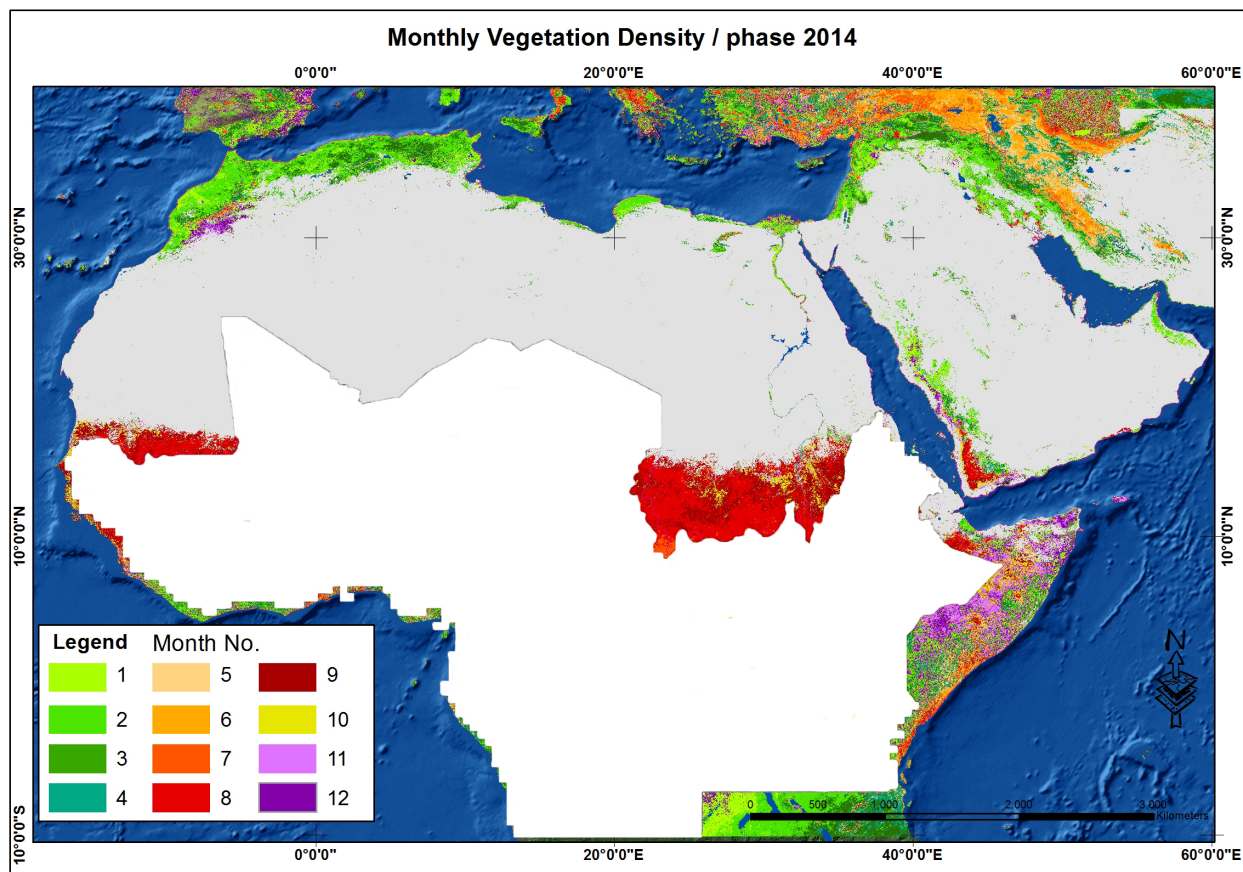 Monthly Vegetation Density / phase 2014
0°0'0" 20°0'0"E 40°0'0"E 60°0'0"E
30°0'0"N 30°0'0"N
10°0'0"N 10°0'0"N
10°0'0"S
Legend Month No.
1 5 9
2 6 10
3 7 11
4 8 12
N
0 500 1,000 2,000 3,000
Kilometers
0°0'0" 20°0'0"E 40°0'0"E 60°0'0"E